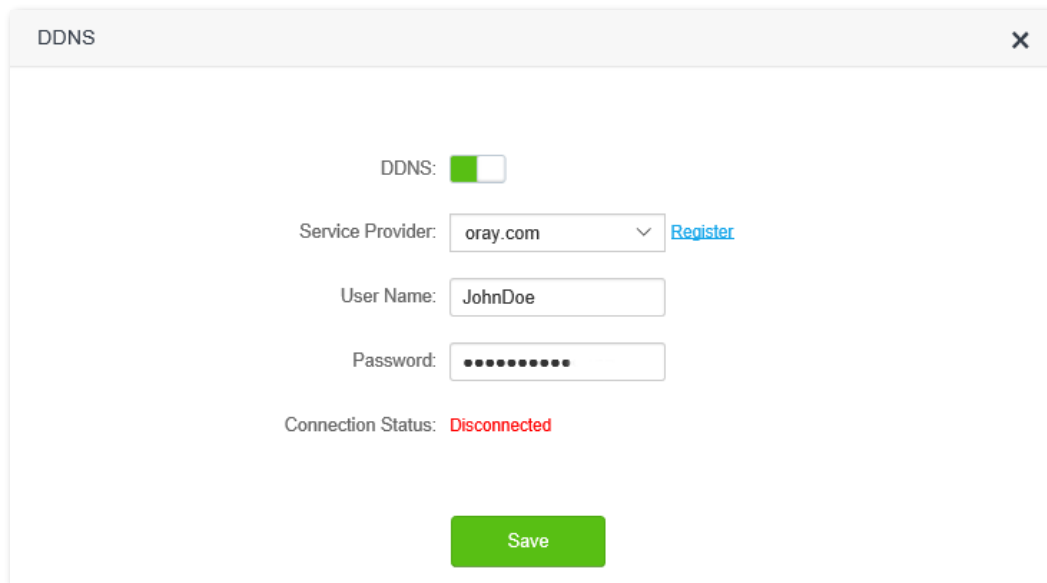 DDNS
DDNS:
Service Provider: oray.com Register
User Name: JohnDoe
Password: ••••••••••
Connection Status: Disconnected
Save